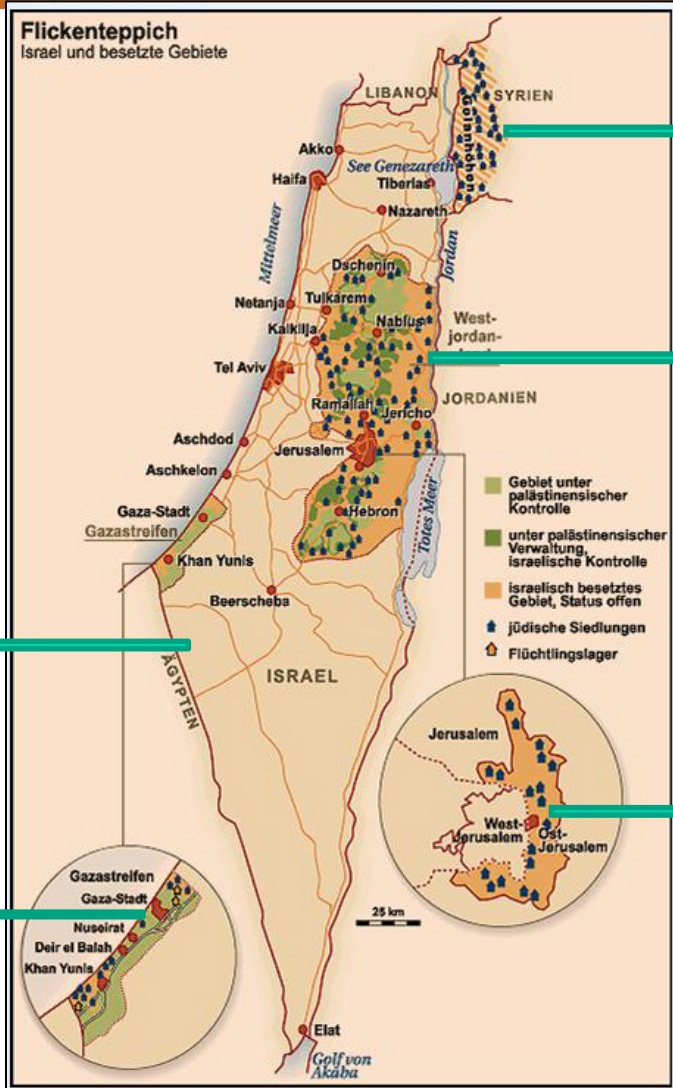 Flickenteppich
Israel und besetzte Gebiete
LIBANON
SYRIEN
Golanhöhen
Akko
See Genezareth
Haifa
Tiberias
Nazareth
Mittelmeer
Jordan
Dschenin
Netanja
Tulkarem
Kalkilja
Nablus
West-
jordan-
Tel Aviv
Ramallah
Jericho
JORDANIEN
Aschdod
Jerusalem
Aschkelon
Gaza-Stadt
Hebron
Totes Meer
Gazastreifen
Khan Yunis
Beerscheba
Gebiet unter
palästinensischer
Kontrolle
unter palästinensischer
Verwaltung,
israelische Kontrolle
israelisch besetztes
Gebiet, Status offen
jüdische Siedlungen
Flüchtlingslager
ÄGYPTEN
ISRAEL
Jerusalem
West-
Jerusalem
Ost-
Jerusalem
Gazastreifen
Gaza-Stadt
Nuseirat
Deir el Balah
Khan Yunis
25 km
Elat
Golf von
Akaba